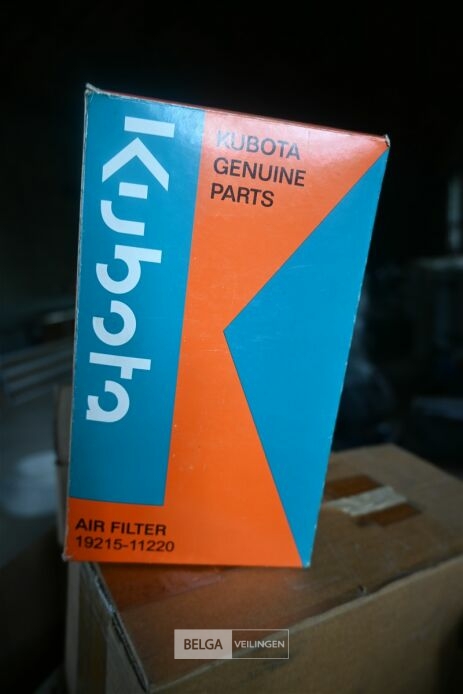 Kubota
KUBOTA
GENUINE
PARTS
AIR FILTER
19215-11220
BELGA VEILINGEN